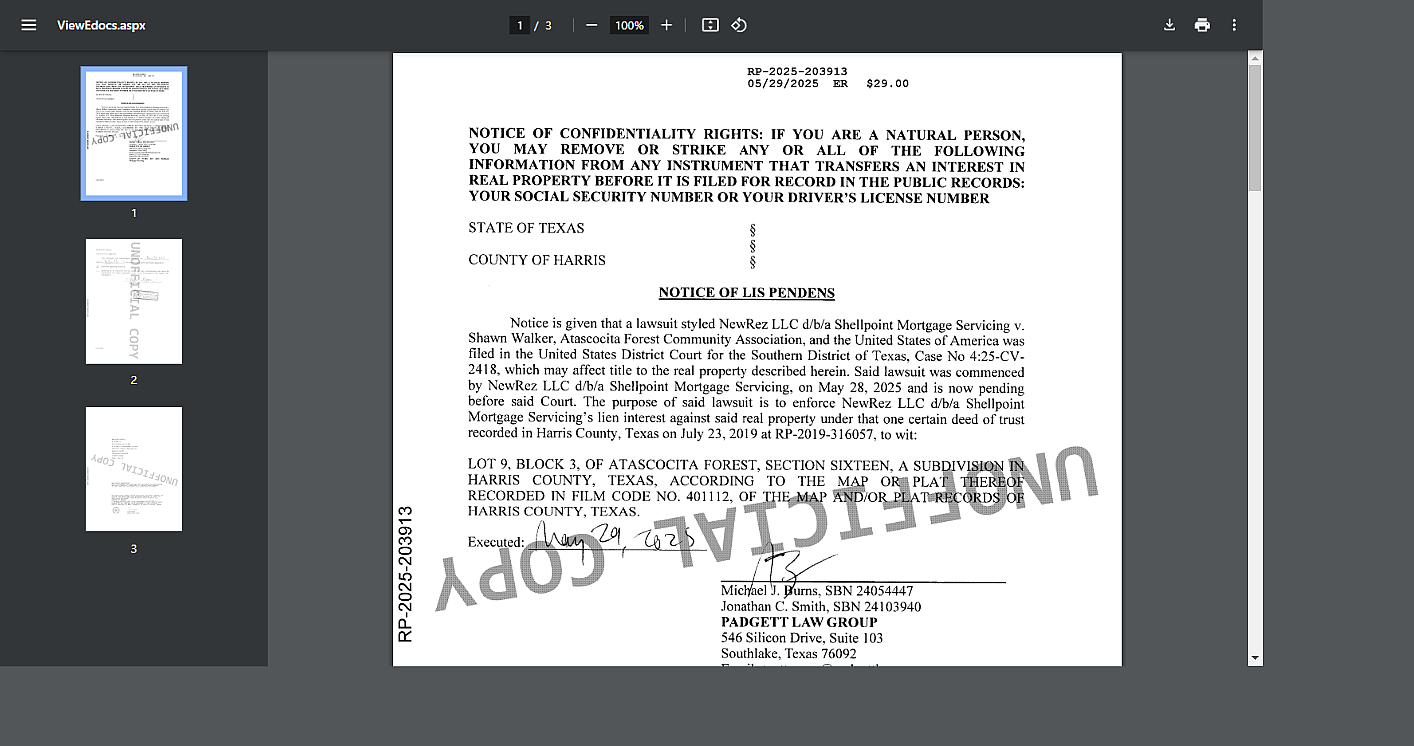 ViewEdocs.aspx
1 / 3
100%
1
2
3
RP-2025-203913
05/29/2025 ER $29.00
NOTICE OF CONFIDENTIALITY RIGHTS: IF YOU ARE A NATURAL PERSON,
YOU MAY REMOVE OR STRIKE ANY OR ALL OF THE FOLLOWING
INFORMATION FROM ANY INSTRUMENT THAT TRANSFERS AN INTEREST IN
REAL PROPERTY BEFORE IT IS FILED FOR RECORD IN THE PUBLIC RECORDS:
YOUR SOCIAL SECURITY NUMBER OR YOUR DRIVER'S LICENSE NUMBER
STATE OF TEXAS §
§
COUNTY OF HARRIS §
NOTICE OF LIS PENDENS
Notice is given that a lawsuit styled NewRez LLC d/b/a Shellpoint Mortgage Servicing v.
Shawn Walker, Atascocita Forest Community Association, and the United States of America was
filed in the United States District Court for the Southern District of Texas, Case No 4:25-CV-
2418, which may affect title to the real property described herein. Said lawsuit was commenced
by NewRez LLC d/b/a Shellpoint Mortgage Servicing, on May 28, 2025 and is now pending
before said Court. The purpose of said lawsuit is to enforce NewRez LLC d/b/a Shellpoint
Mortgage Servicing's lien interest against said real property under that one certain deed of trust
recorded in Harris County, Texas on July 23, 2019 at RP-2019-316057, to wit:
LOT 9, BLOCK 3, OF ATASCOCITA FOREST, SECTION SIXTEEN, A SUBDIVISION IN
HARRIS COUNTY, TEXAS, ACCORDING TO THE MAP OR PLAT THEREOF
RECORDED IN FILM CODE NO. 401112, OF THE MAP AND/OR PLAT RECORDS OF
HARRIS COUNTY, TEXAS.
Executed: May 29, 2025
Michael J. Burns, SBN 24054447
Jonathan C. Smith, SBN 24103940
PADGETT LAW GROUP
546 Silicon Drive, Suite 103
Southlake, Texas 76092
RP-2025-203913
UNOFFICIAL COPY
UNOFFICIAL COPY
UNOFFICIAL COPY
UNOFFICIAL COPY